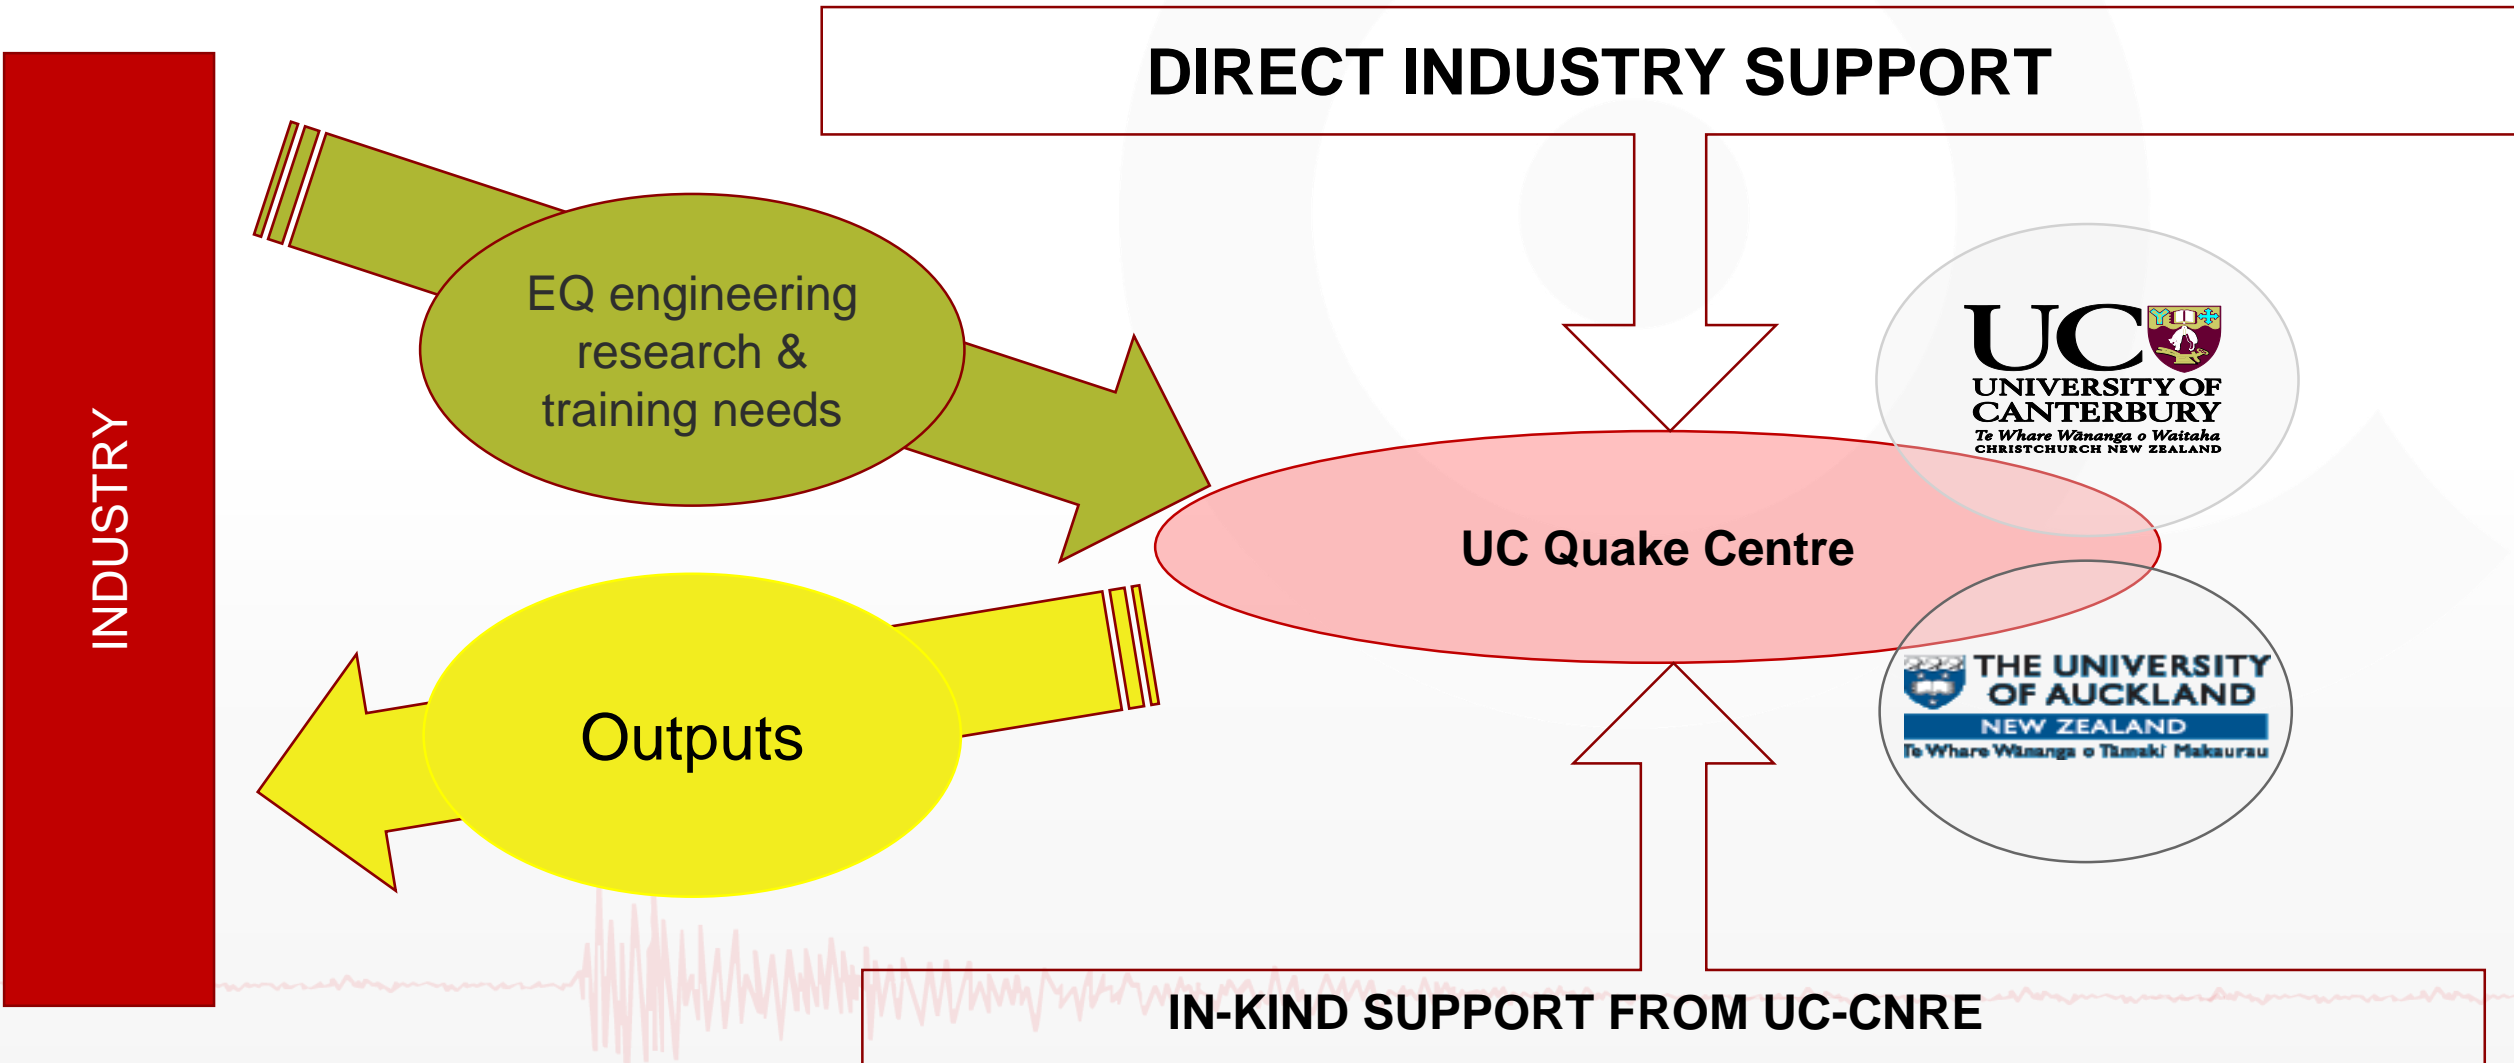 DIRECT INDUSTRY SUPPORT
INDUSTRY
EQ engineering
research &
training needs
UC
UNIVERSITY OF
CANTERBURY
Te Whare Wānanga o Waitaha
CHRISTCHURCH NEW ZEALAND
UC Quake Centre
THE UNIVERSITY
OF AUCKLAND
NEW ZEALAND
Te Whare Wānanga o Tāmaki Makaurau
Outputs
IN-KIND SUPPORT FROM UC-CNRE